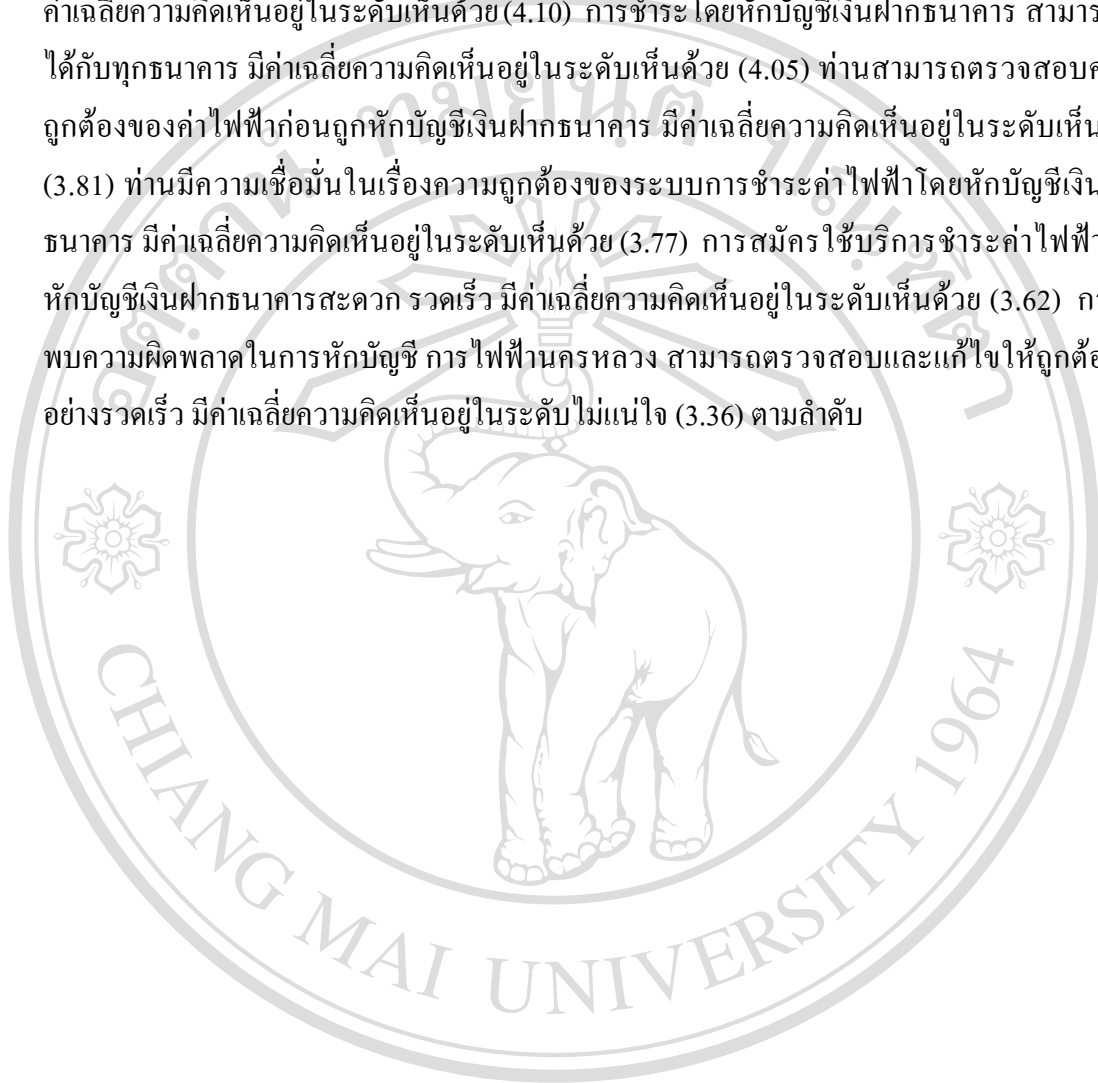 ค่าเฉลี่ยความคิดเห็นอยู่ในระดับเห็นด้วย (4.10) การชำระโดยหักบัญชีเงินฝากธนาคาร สามาร
ได้กับทุกธนาคาร มีค่าเฉลี่ยความคิดเห็นอยู่ในระดับเห็นด้วย (4.05) ท่านสามารถตรวจสอบค
ถูกต้องของค่าไฟฟ้าก่อนถูกหักบัญชีเงินฝากธนาคาร มีค่าเฉลี่ยความคิดเห็นอยู่ในระดับเห็น
(3.81) ท่านมีความเชื่อมั่นในเรื่องความถูกต้องของระบบการชำระค่าไฟฟ้าโดยหักบัญชีเงิน
ธนาคาร มีค่าเฉลี่ยความคิดเห็นอยู่ในระดับเห็นด้วย (3.77) การสมัครใช้บริการชำระค่าไฟฟ้า
หักบัญชีเงินฝากธนาคารสะดวก รวดเร็ว มีค่าเฉลี่ยความคิดเห็นอยู่ในระดับเห็นด้วย (3.62) ก
พบความผิดพลาดในการหักบัญชี การไฟฟ้านครหลวง สามารถตรวจสอบและแก้ไขให้ถูกต้อ
อย่างรวดเร็ว มีค่าเฉลี่ยความคิดเห็นอยู่ในระดับไม่แน่ใจ (3.36) ตามลำดับ
อตฺตานํ ทมยนฺติ ปณฺฑิตา
CHIANG MAI UNIVERSITY 1964